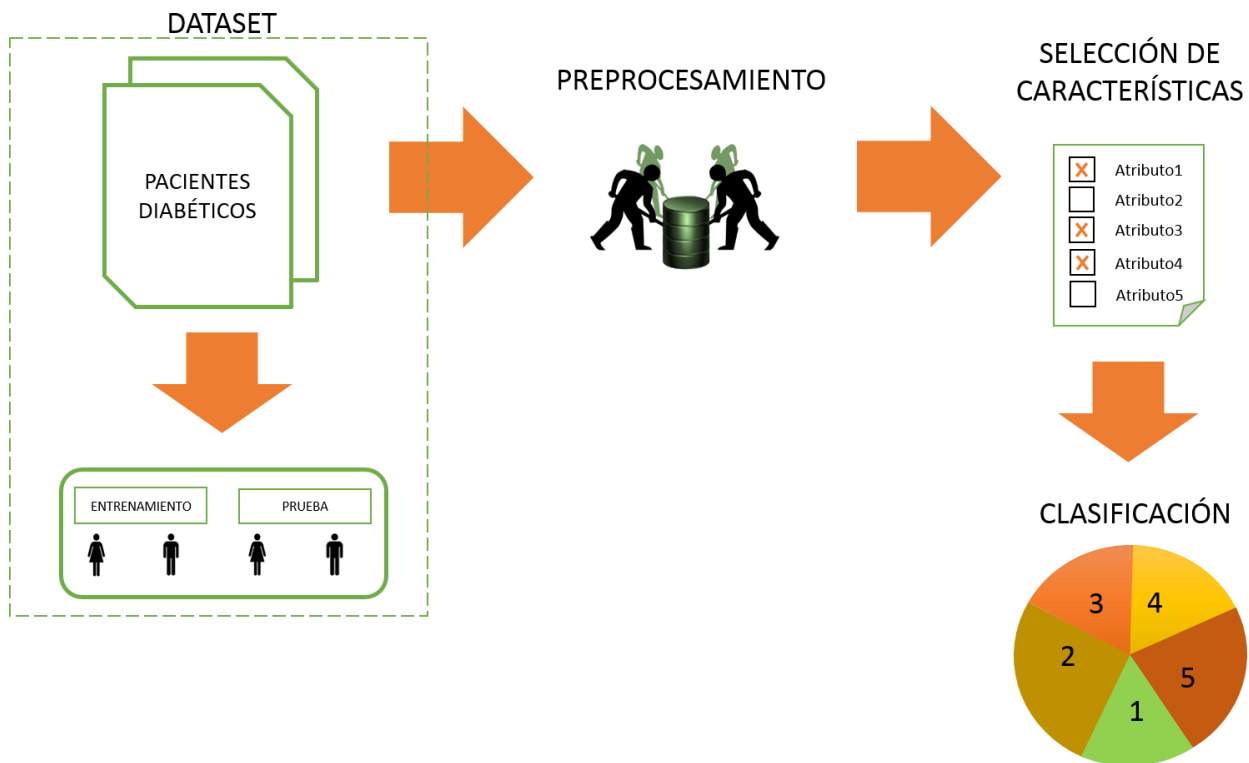 DATASET
PACIENTES
DIABÉTICOS
ENTRENAMIENTO
PRUEBA
PREPROCESAMIENTO
SELECCIÓN DE
CARACTERÍSTICAS
Atributo1
Atributo2
Atributo3
Atributo4
Atributo5
CLASIFICACIÓN
3
4
2
5
1